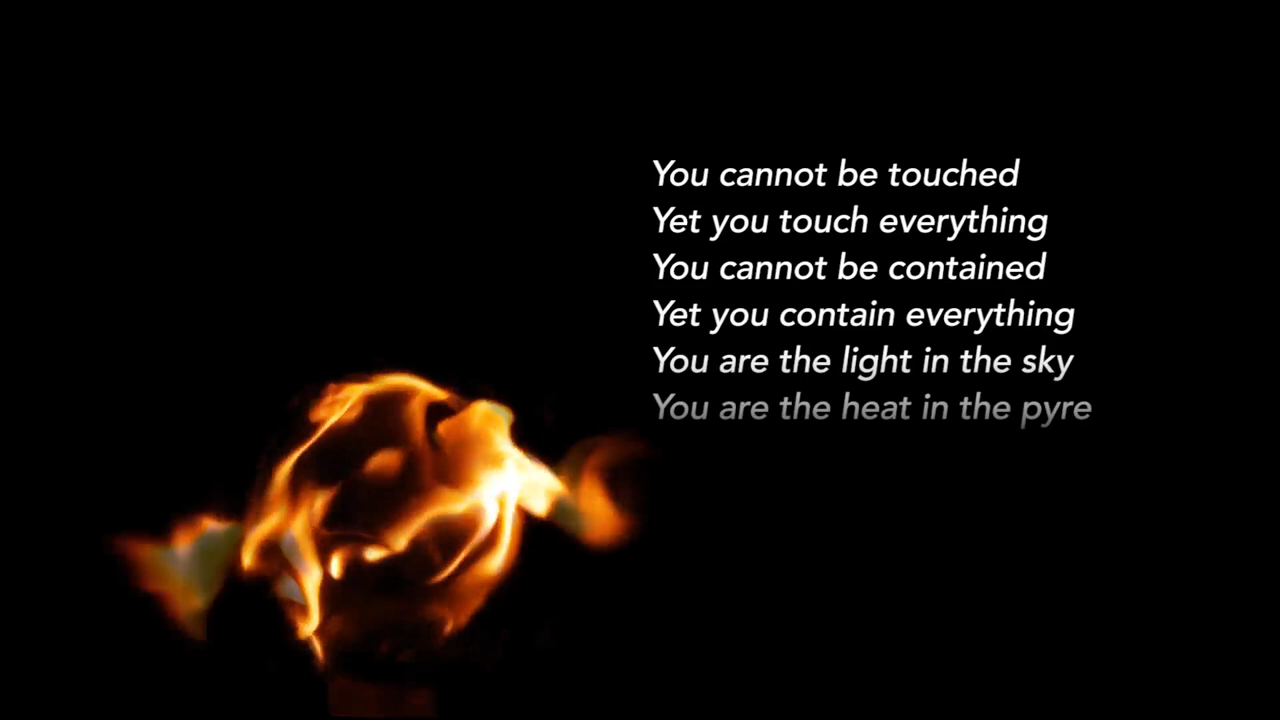 You cannot be touched
Yet you touch everything
You cannot be contained
Yet you contain everything
You are the light in the sky
You are the heat in the pyre